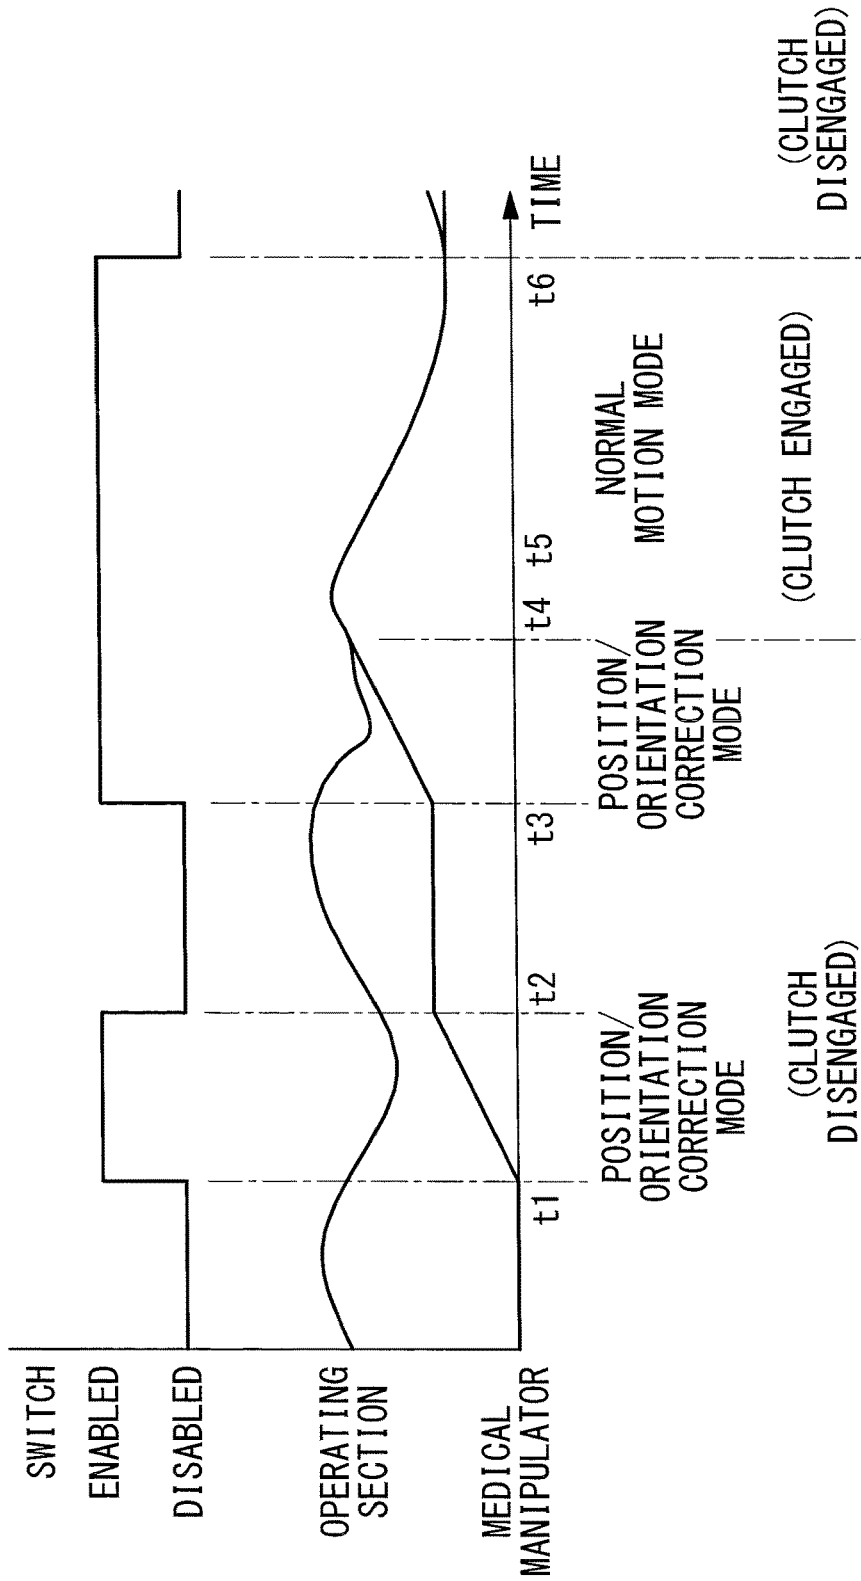 SWITCH
ENABLED
DISABLED
OPERATING
SECTION
MEDICAL
MANIPULATOR
t1
t2
t3
t4
t5
t6
TIME
POSITION/
ORIENTATION
CORRECTION
MODE
POSITION/
ORIENTATION
CORRECTION
MODE
NORMAL
MOTION MODE
(CLUTCH
DISENGAGED)
(CLUTCH ENGAGED)
(CLUTCH
DISENGAGED)